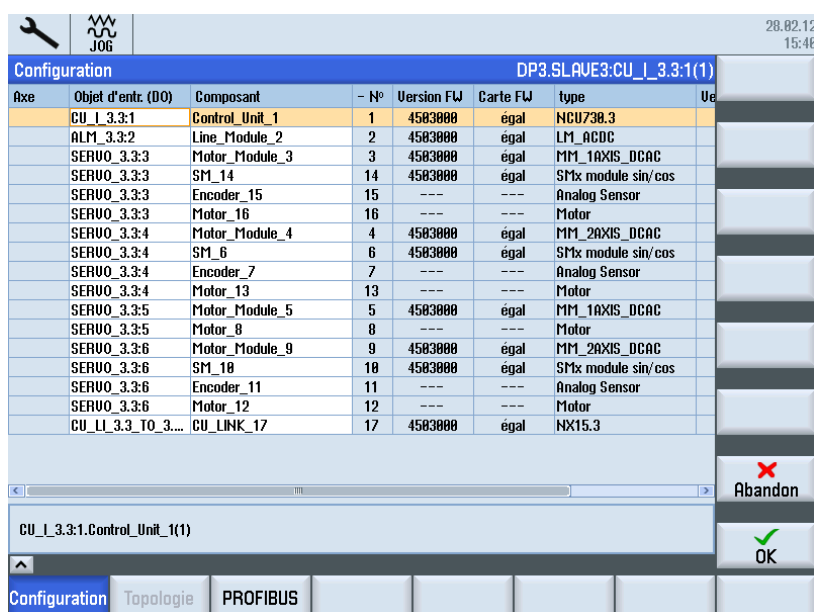 JOG
28.02.12
15:46
Configuration DP3.SLAVE3:CU_I_3.3:1(1)
Axe Objet d'entr. (DO) Composant - Nº Version FW Carte FW type Ve
CU_I_3.3:1 Control_Unit_1 1 4503000 égal NCU730.3
ALM_3.3:2 Line_Module_2 2 4503000 égal LM_ACDC
SERVO_3.3:3 Motor_Module_3 3 4503000 égal MM_1AXIS_DCAC
SERVO_3.3:3 SM_14 14 4503000 égal SMx module sin/cos
SERVO_3.3:3 Encoder_15 15 --- --- Analog Sensor
SERVO_3.3:3 Motor_16 16 --- --- Motor
SERVO_3.3:4 Motor_Module_4 4 4503000 égal MM_2AXIS_DCAC
SERVO_3.3:4 SM_6 6 4503000 égal SMx module sin/cos
SERVO_3.3:4 Encoder_7 7 --- --- Analog Sensor
SERVO_3.3:4 Motor_13 13 --- --- Motor
SERVO_3.3:5 Motor_Module_5 5 4503000 égal MM_1AXIS_DCAC
SERVO_3.3:5 Motor_8 8 --- --- Motor
SERVO_3.3:6 Motor_Module_9 9 4503000 égal MM_2AXIS_DCAC
SERVO_3.3:6 SM_10 10 4503000 égal SMx module sin/cos
SERVO_3.3:6 Encoder_11 11 --- --- Analog Sensor
SERVO_3.3:6 Motor_12 12 --- --- Motor
CU_LI_3.3_TO_3.... CU_LINK_17 17 4503000 égal NX15.3
Abandon
CU_I_3.3:1.Control_Unit_1(1)
OK
Configuration Topologie PROFIBUS